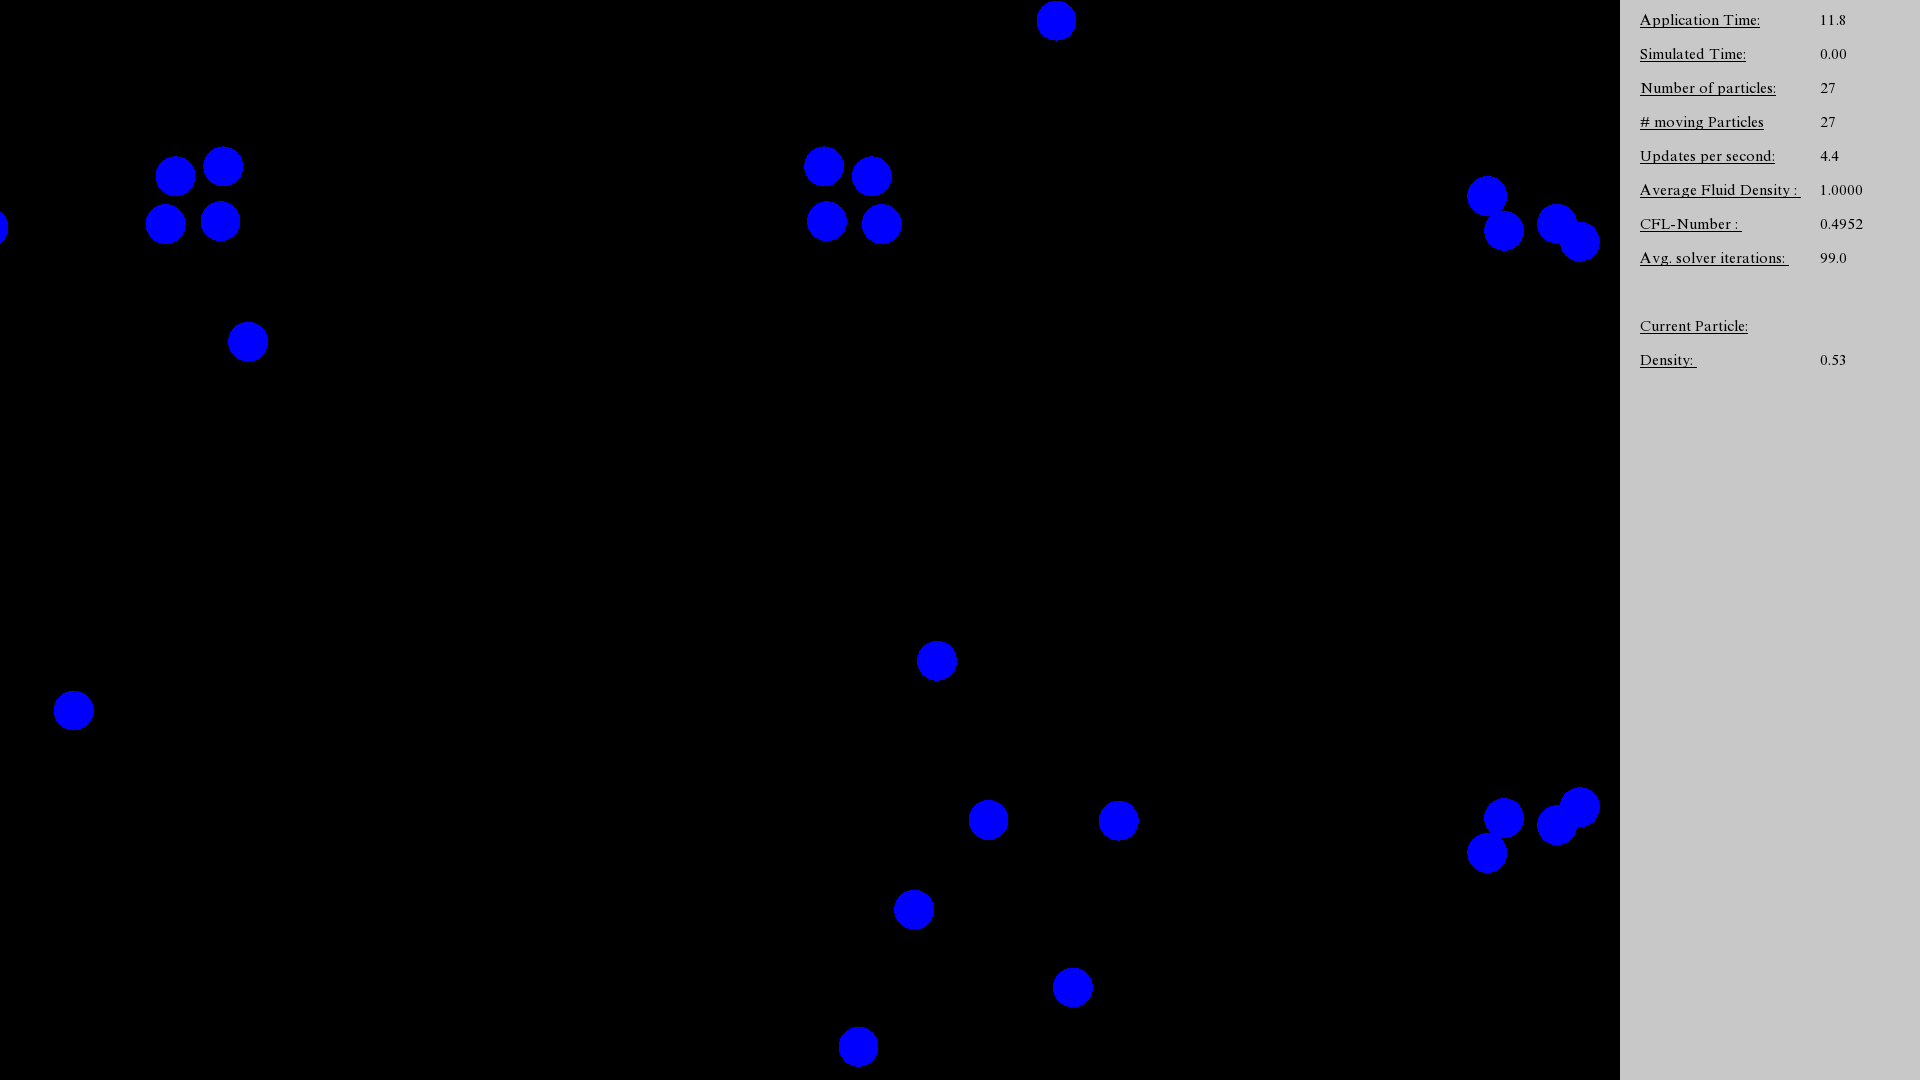 Application Time: 11.8
Simulated Time: 0.00
Number of particles: 27
# moving Particles 27
Updates per second: 4.4
Average Fluid Density : 1.0000
CFL-Number : 0.4952
Avg. solver iterations: 99.0
Current Particle:
Density: 0.53